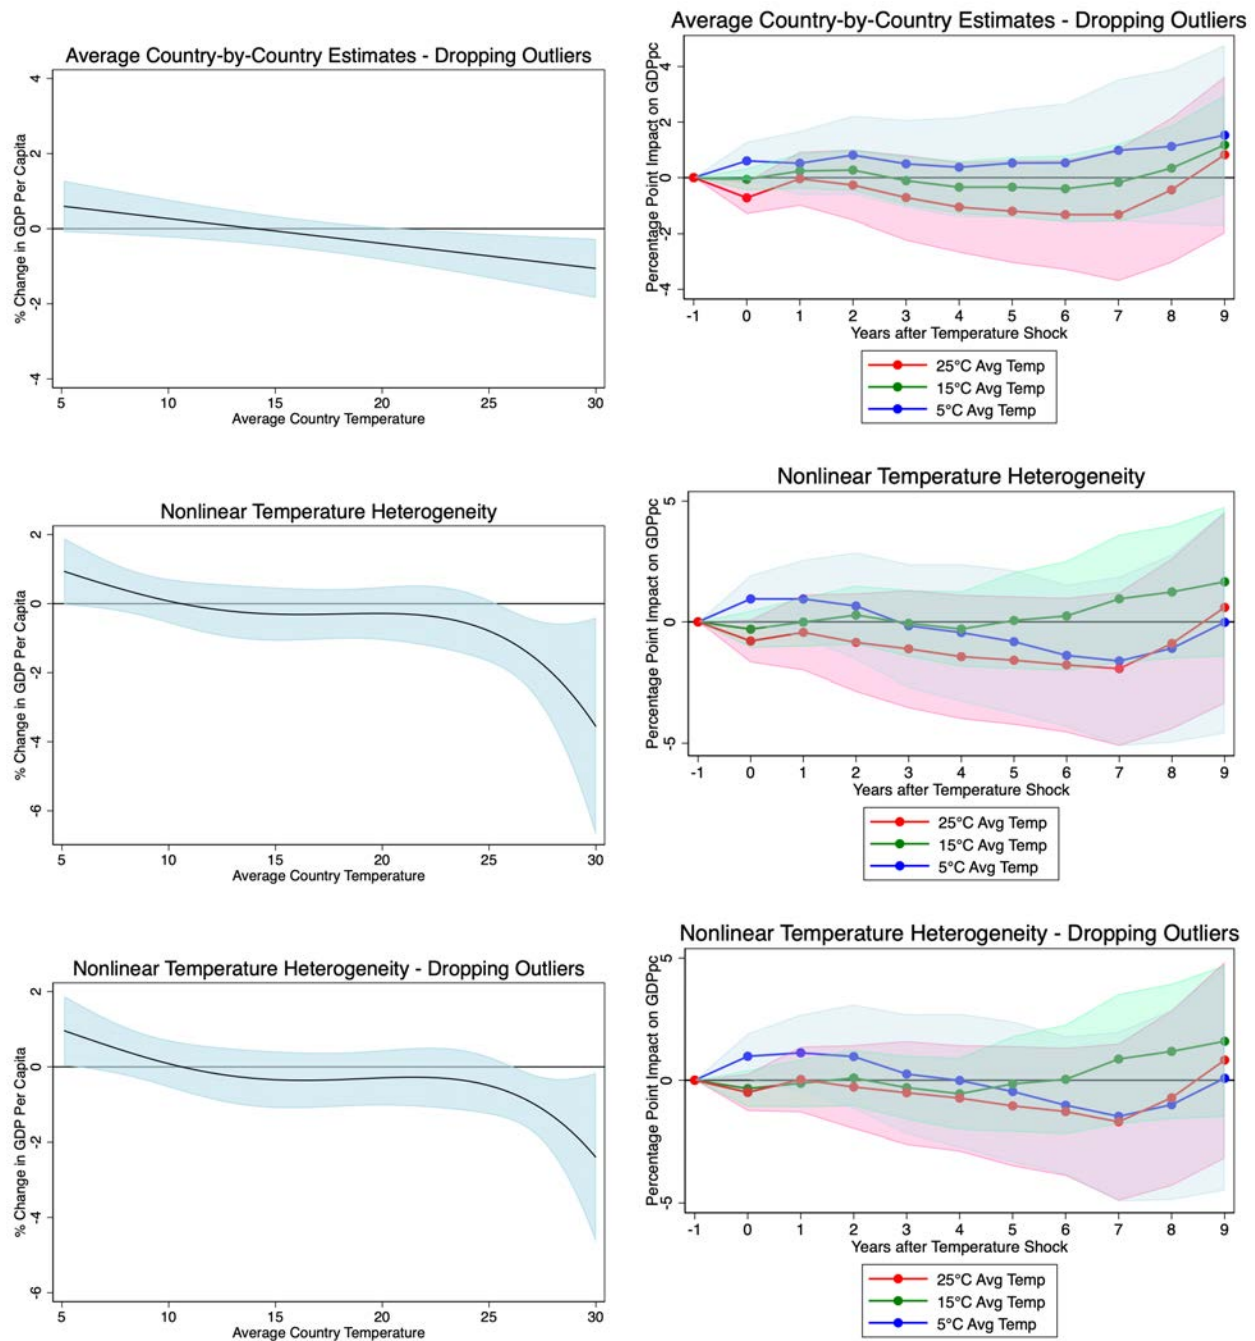 Average Country-by-Country Estimates - Dropping Outliers
% Change in GDP Per Capita
4
2
0
-2
-4
5 10 15 20 25 30
Average Country Temperature
Average Country-by-Country Estimates - Dropping Outliers
Percentage Point Impact on GDPpc
4
2
0
-2
-4
-1 0 1 2 3 4 5 6 7 8 9
Years after Temperature Shock
25°C Avg Temp
15°C Avg Temp
5°C Avg Temp
Nonlinear Temperature Heterogeneity
% Change in GDP Per Capita
2
0
-2
-4
-6
5 10 15 20 25 30
Average Country Temperature
Nonlinear Temperature Heterogeneity
Percentage Point Impact on GDPpc
5
0
-5
-1 0 1 2 3 4 5 6 7 8 9
Years after Temperature Shock
25°C Avg Temp
15°C Avg Temp
5°C Avg Temp
Nonlinear Temperature Heterogeneity - Dropping Outliers
% Change in GDP Per Capita
2
0
-2
-4
-6
5 10 15 20 25 30
Average Country Temperature
Nonlinear Temperature Heterogeneity - Dropping Outliers
Percentage Point Impact on GDPpc
5
0
-5
-1 0 1 2 3 4 5 6 7 8 9
Years after Temperature Shock
25°C Avg Temp
15°C Avg Temp
5°C Avg Temp